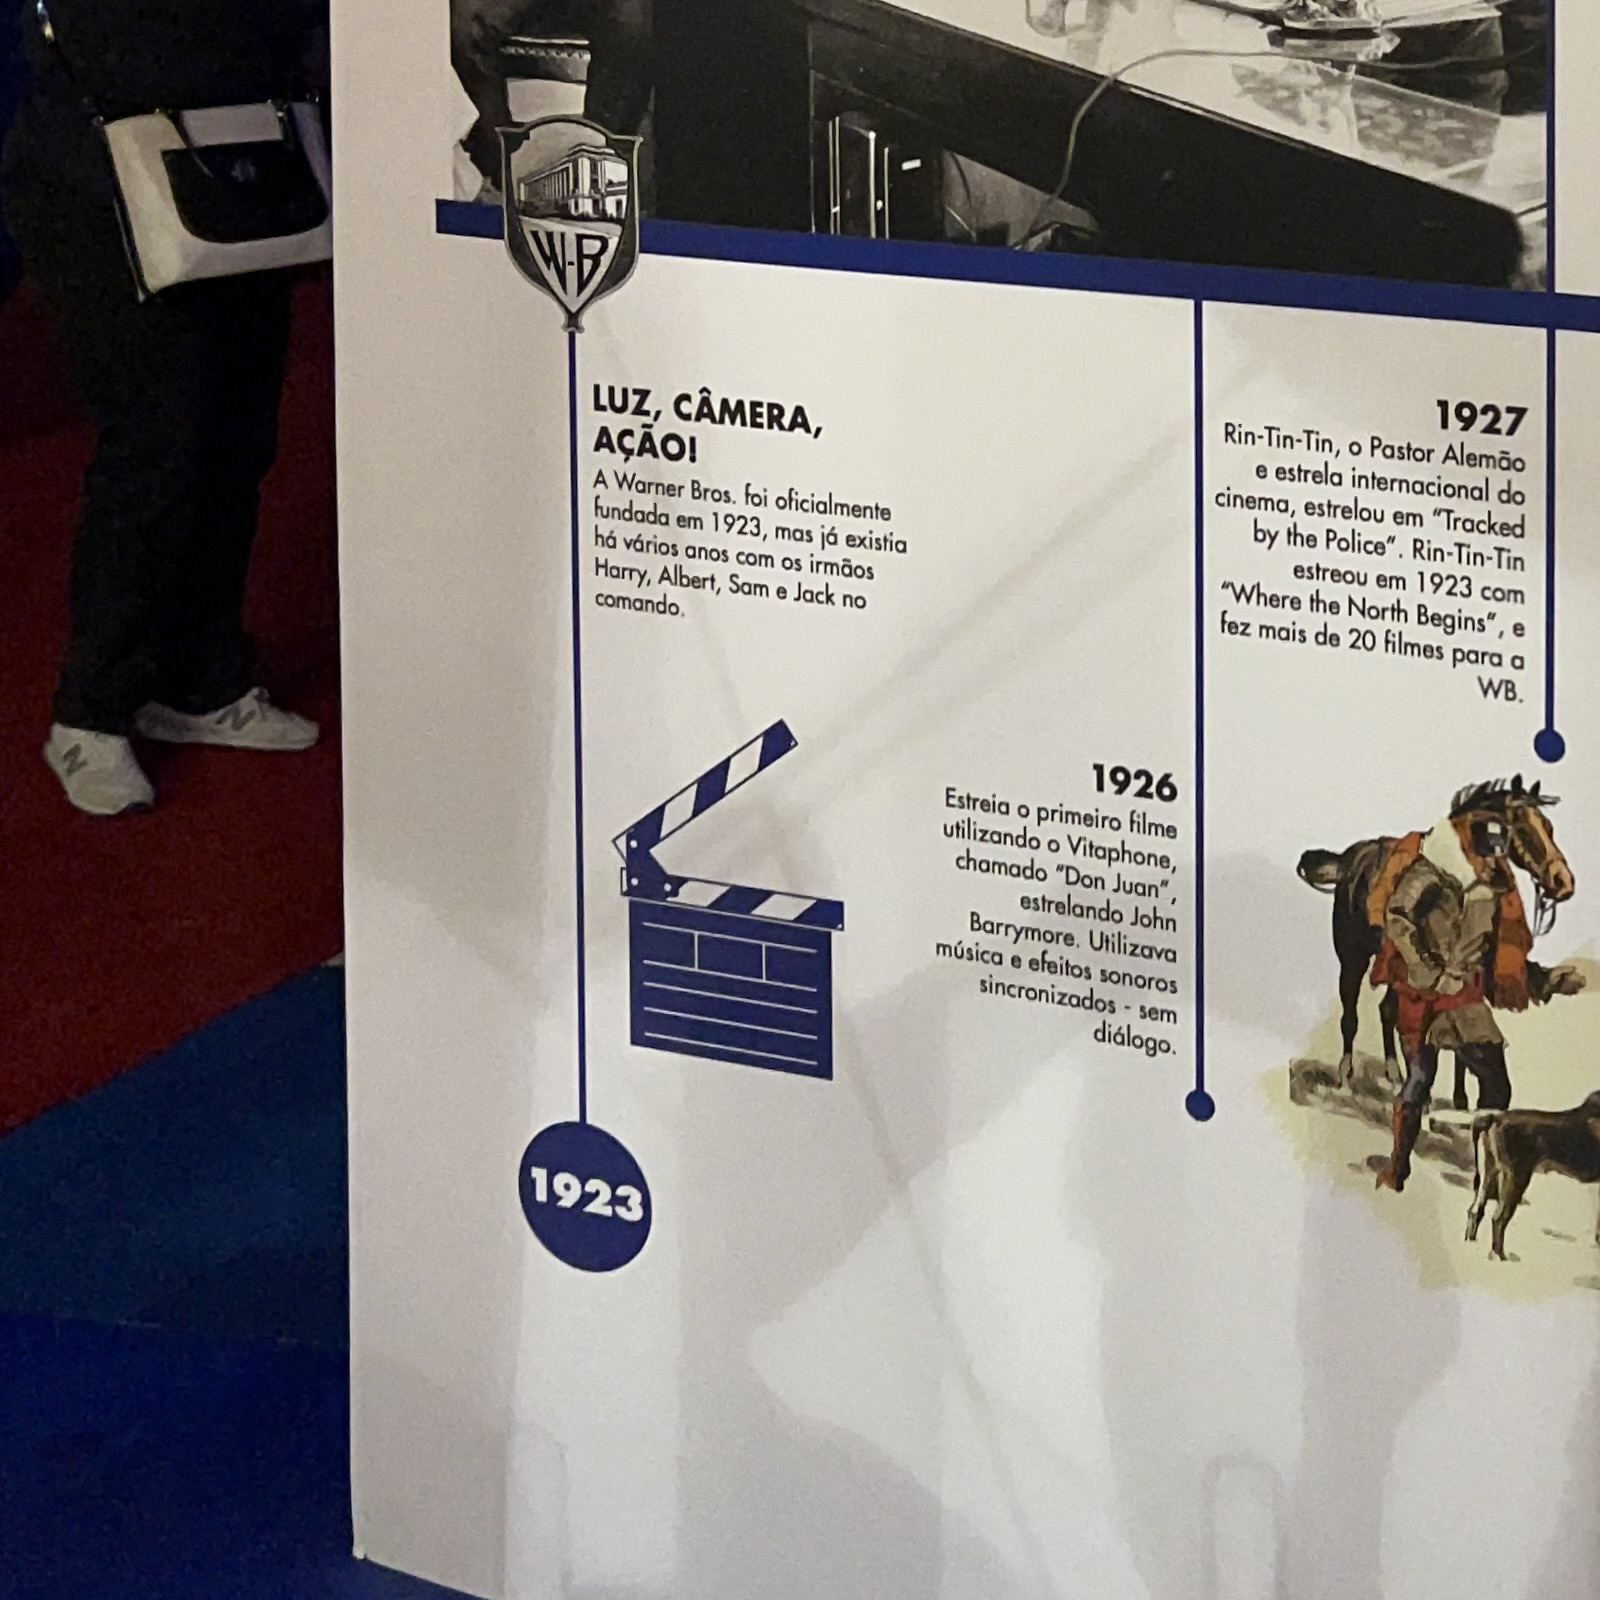 W-B
LUZ, CÂMERA,
AÇÃO!
A Warner Bros. foi oficialmente
fundada em 1923, mas já existia
há vários anos com os irmãos
Harry, Albert, Sam e Jack no
comando.
1923
1926
Estreia o primeiro filme
utilizando o Vitaphone,
chamado "Don Juan",
estrelando John
Barrymore. Utilizava
música e efeitos sonoros
sincronizados - sem
diálogo.
1927
Rin-Tin-Tin, o Pastor Alemão
e estrela internacional do
cinema, estrelou em "Tracked
by the Police". Rin-Tin-Tin
estreou em 1923 com
"Where the North Begins", e
fez mais de 20 filmes para a
WB.
N
N